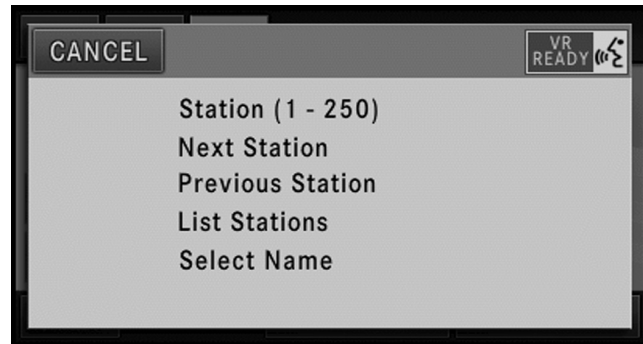 CANCEL
VR
READY
Station (1 - 250)
Next Station
Previous Station
List Stations
Select Name